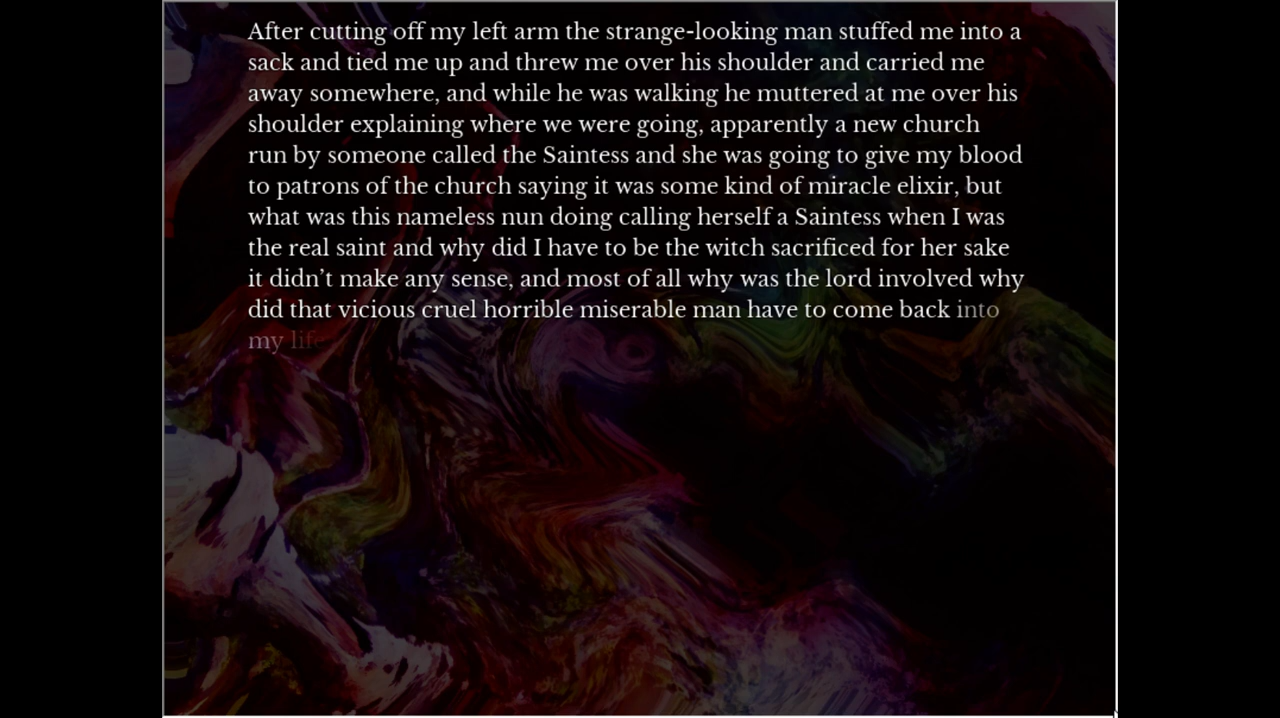 After cutting off my left arm the strange-looking man stuffed me into a
sack and tied me up and threw me over his shoulder and carried me
away somewhere, and while he was walking he muttered at me over his
shoulder explaining where we were going, apparently a new church
run by someone called the Saintess and she was going to give my blood
to patrons of the church saying it was some kind of miracle elixir, but
what was this nameless nun doing calling herself a Saintess when I was
the real saint and why did I have to be the witch sacrificed for her sake
it didn’t make any sense, and most of all why was the lord involved why
did that vicious cruel horrible miserable man have to come back into
my life